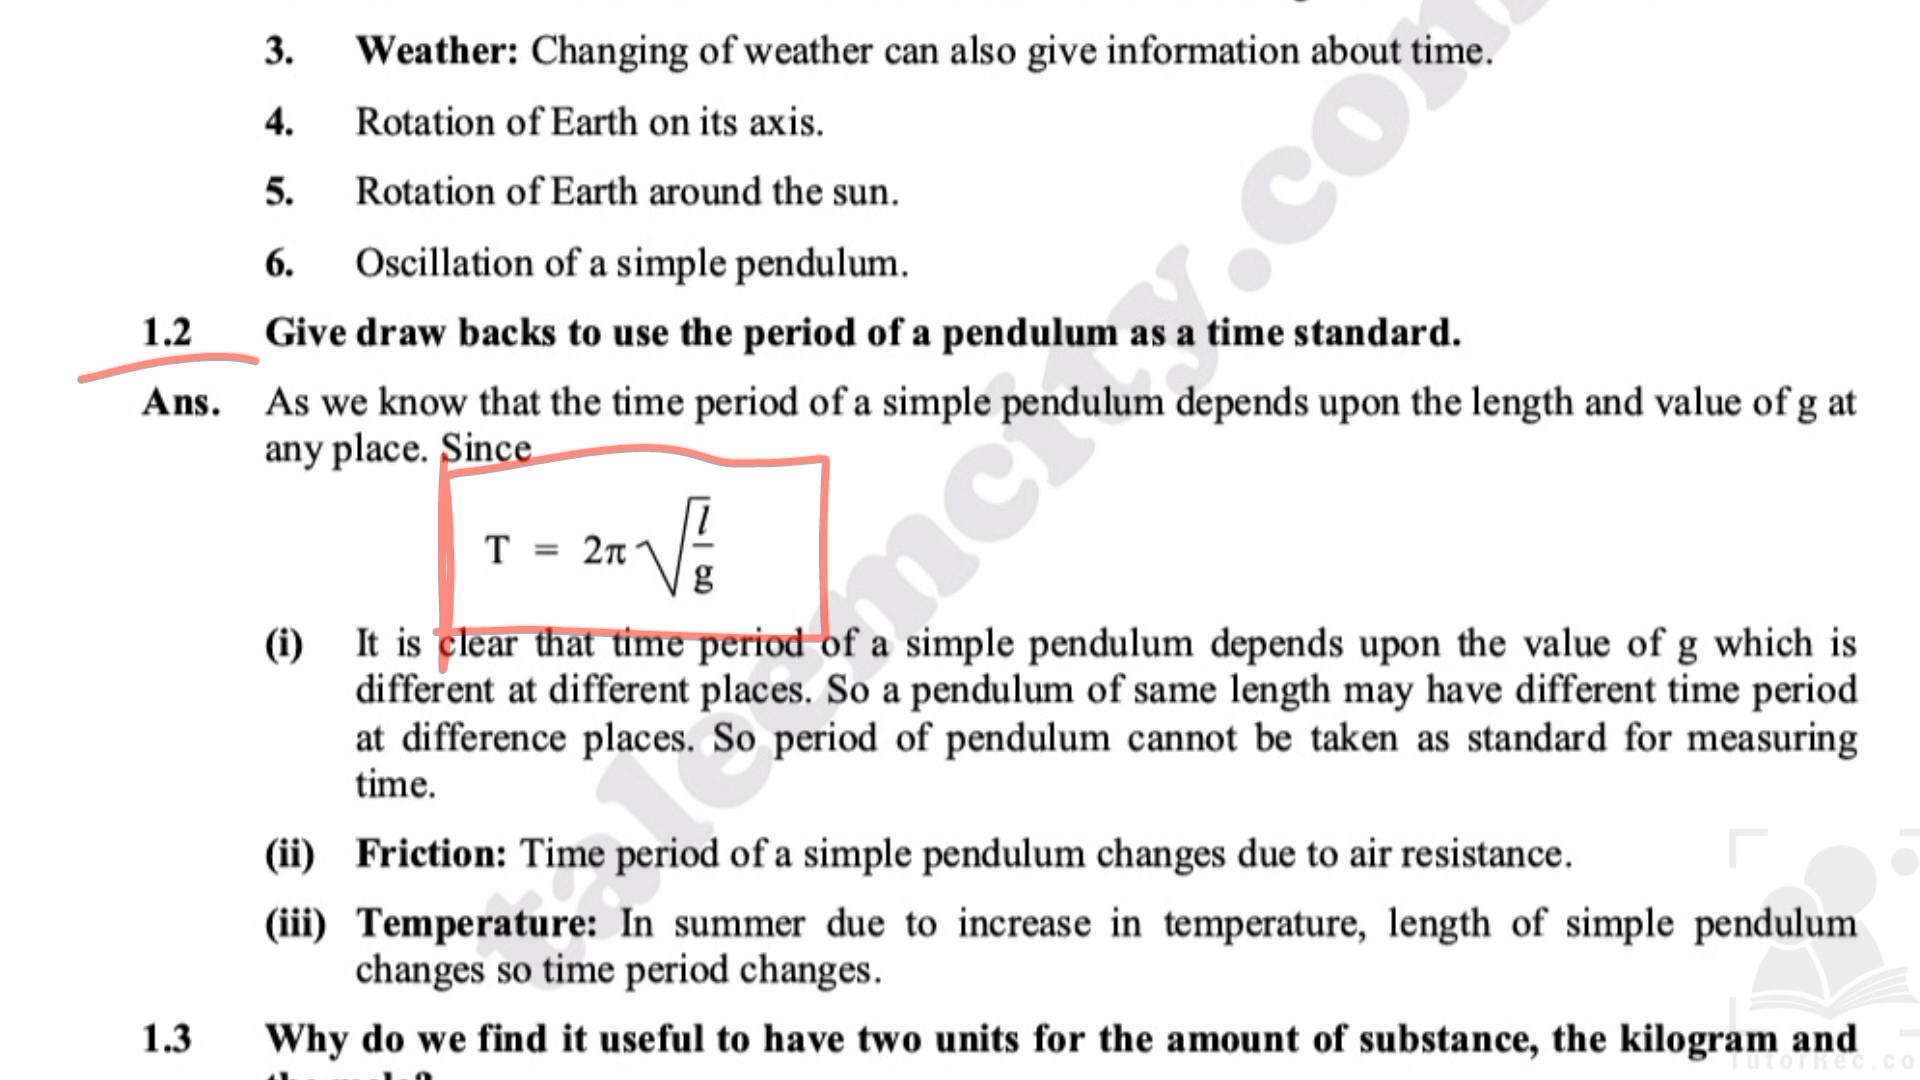 3. Weather: Changing of weather can also give information about time.
4. Rotation of Earth on its axis.
5. Rotation of Earth around the sun.
6. Oscillation of a simple pendulum.
1.2 Give draw backs to use the period of a pendulum as a time standard.
Ans. As we know that the time period of a simple pendulum depends upon the length and value of g at
any place. Since
T = 2π √(l/g)
(i) It is clear that time period of a simple pendulum depends upon the value of g which is
different at different places. So a pendulum of same length may have different time period
at difference places. So period of pendulum cannot be taken as standard for measuring
time.
(ii) Friction: Time period of a simple pendulum changes due to air resistance.
(iii) Temperature: In summer due to increase in temperature, length of simple pendulum
changes so time period changes.
1.3 Why do we find it useful to have two units for the amount of substance, the kilogram and
taleemcity.com
TutorRec.co